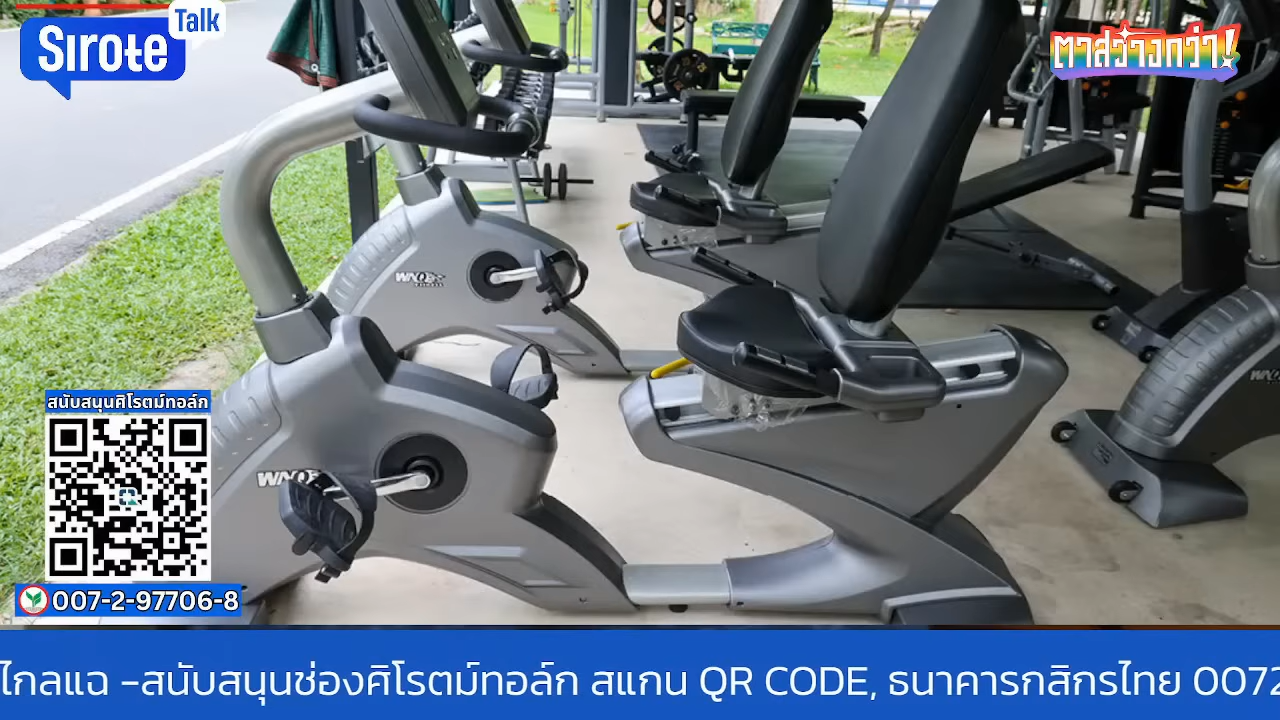 Sirote Talk
ตาสว่างกว่า!
WNQ
FITNESS
WNQ
สนับสนุนศิโรตม์ทอล์ก
007-2-97706-8
ไกลแฉ -สนับสนุนช่องศิโรตม์ทอล์ก สแกน QR CODE, ธนาคารกสิกรไทย 0072